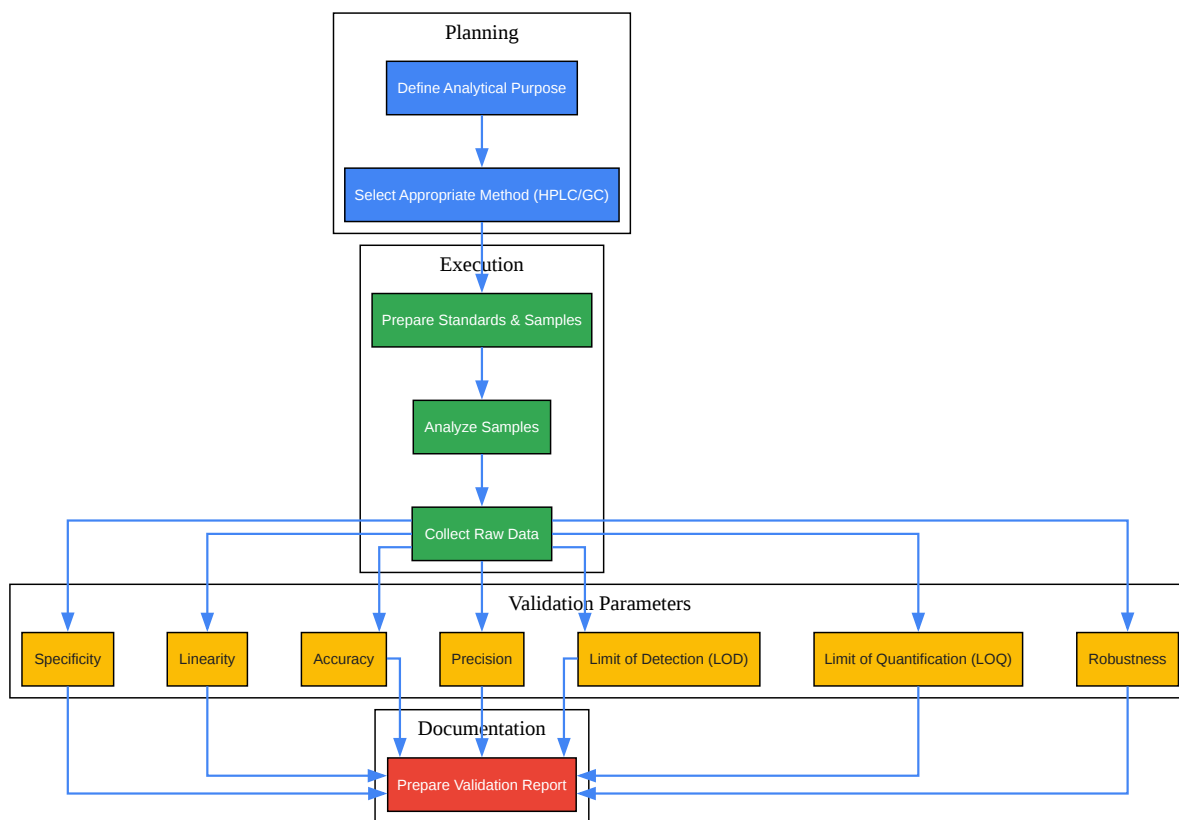 Planning
Define Analytical Purpose
Select Appropriate Method (HPLC/GC)
Execution
Prepare Standards & Samples
Analyze Samples
Collect Raw Data
Validation Parameters
Specificity
Linearity
Accuracy
Precision
Limit of Detection (LOD)
Limit of Quantification (LOQ)
Robustness
Documentation
Prepare Validation Report